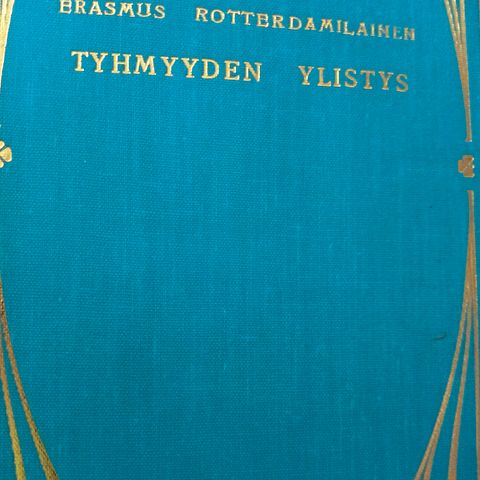 ERASMUS ROTTERDAMILAINEN
TYHMYYDEN YLISTYS